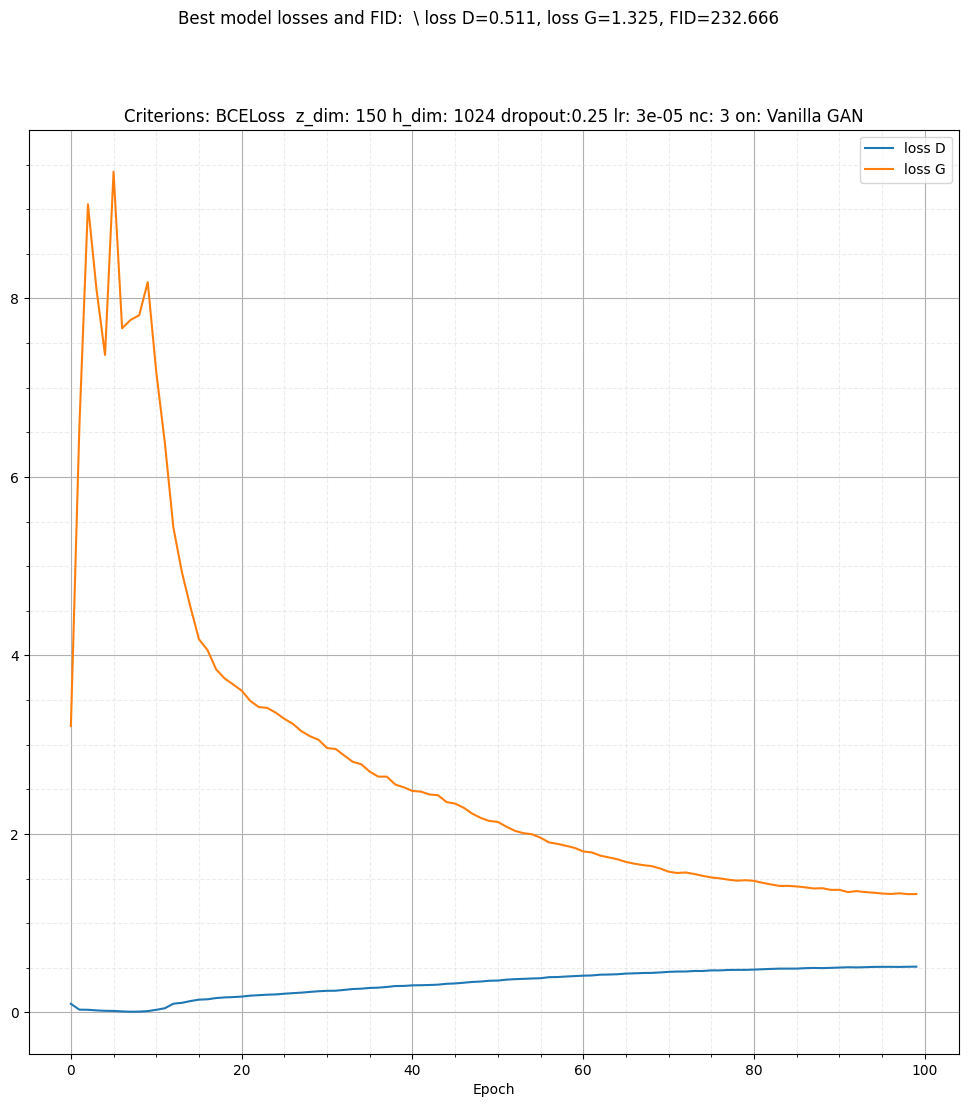 Best model losses and FID:  \ loss D=0.511, loss G=1.325, FID=232.666
Criterions: BCELoss  z_dim: 150 h_dim: 1024 dropout:0.25 lr: 3e-05 nc: 3 on: Vanilla GAN
loss D
loss G
8
6
4
2
0
0 20 40 60 80 100
Epoch